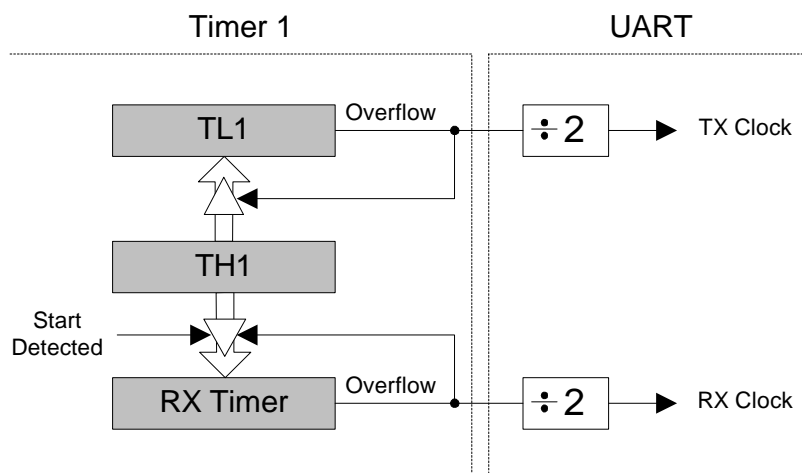 Timer 1
UART
TL1
Overflow
÷ 2
TX Clock
TH1
Start
Detected
RX Timer
Overflow
÷ 2
RX Clock